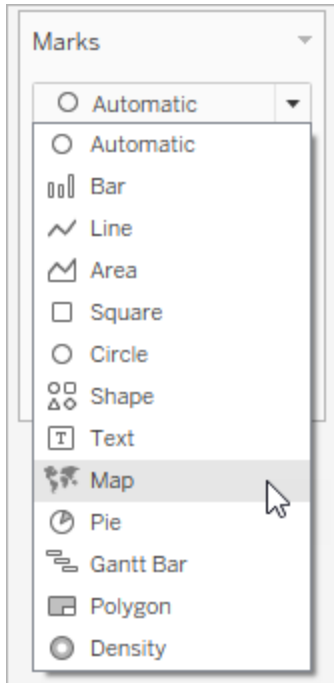 Marks
Automatic
Automatic
Bar
Line
Area
Square
Circle
Shape
T Text
Map
Pie
Gantt Bar
Polygon
Density